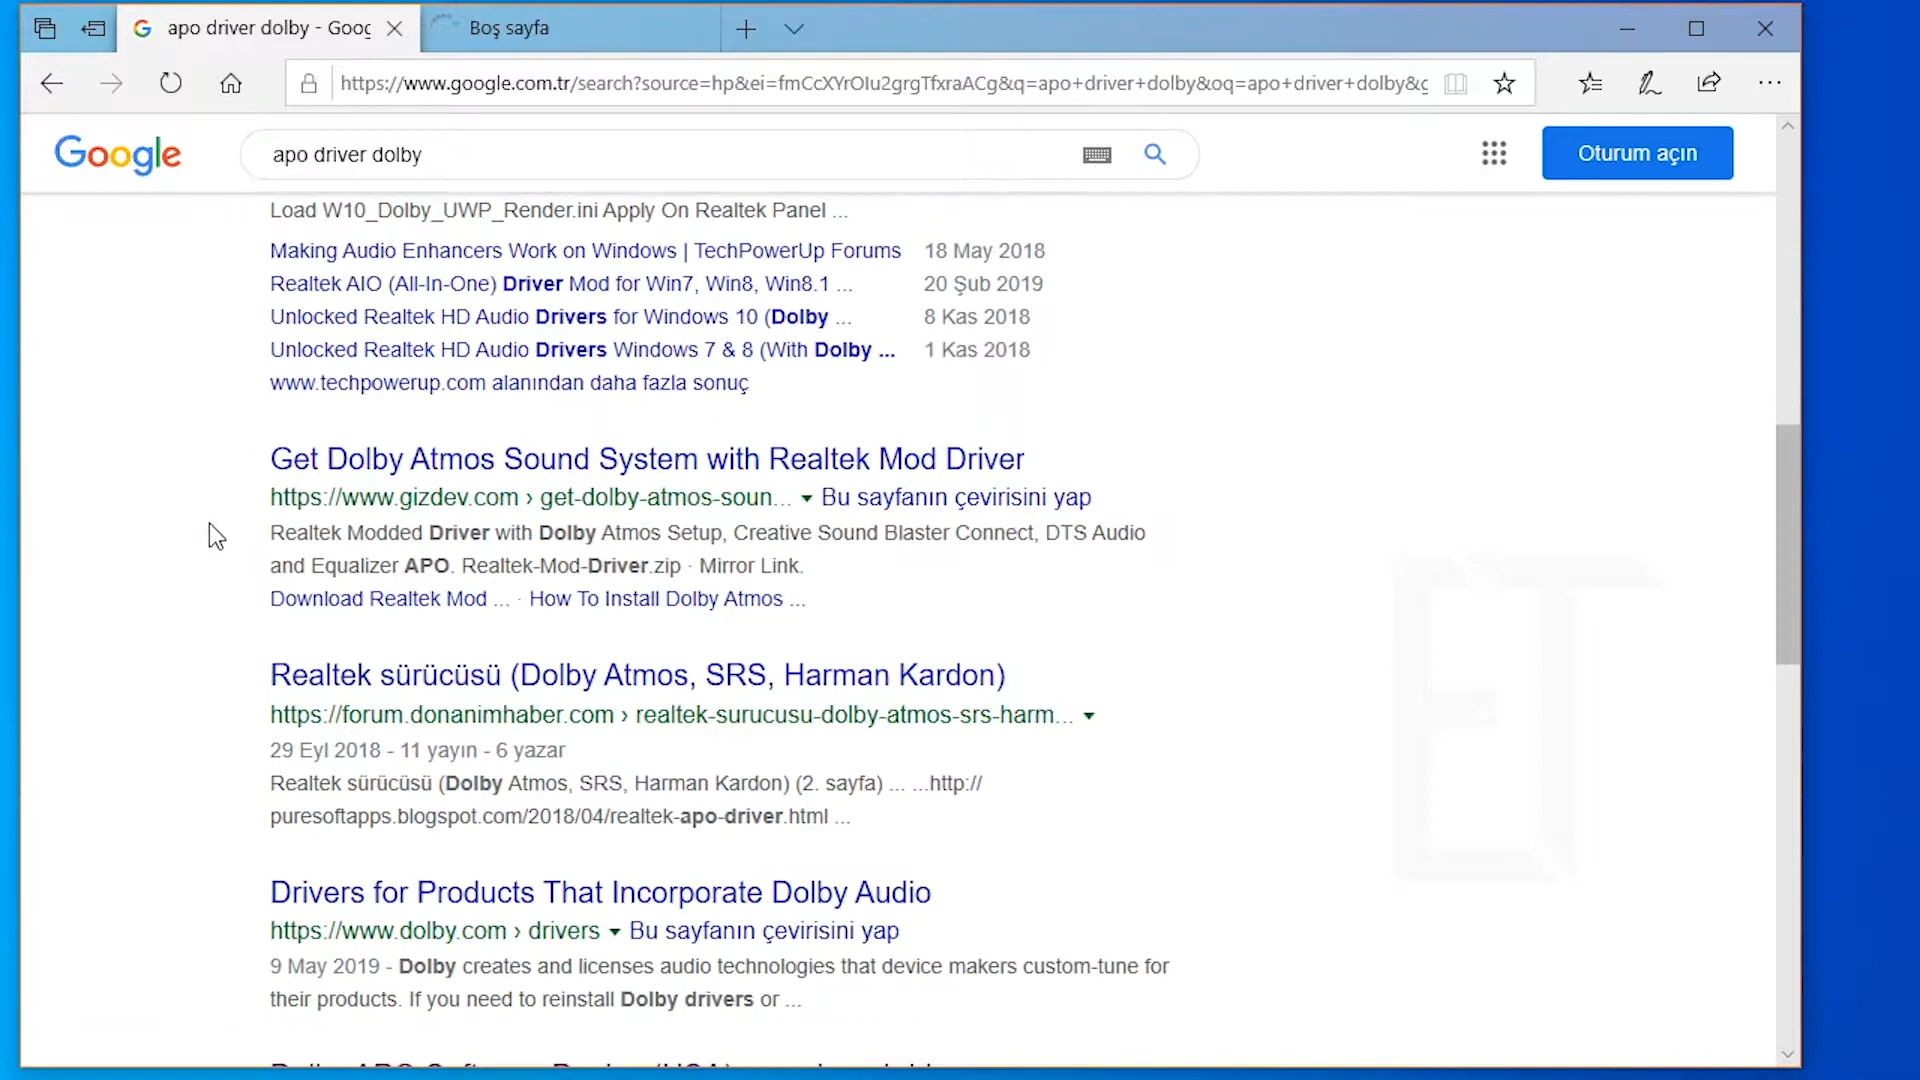 apo driver dolby - Goog
Boş sayfa
https://www.google.com.tr/search?source=hp&ei=fmCcXYrOIu2grgTfxraACg&q=apo+driver+dolby&oq=apo+driver+dolby&g
Google
apo driver dolby
Oturum açın
Load W10_Dolby_UWP_Render.ini Apply On Realtek Panel ...
Making Audio Enhancers Work on Windows | TechPowerUp Forums 18 May 2018
Realtek AIO (All-In-One) Driver Mod for Win7, Win8, Win8.1 ... 20 Şub 2019
Unlocked Realtek HD Audio Drivers for Windows 10 (Dolby ... 8 Kas 2018
Unlocked Realtek HD Audio Drivers Windows 7 & 8 (With Dolby ... 1 Kas 2018
www.techpowerup.com alanından daha fazla sonuç
Get Dolby Atmos Sound System with Realtek Mod Driver
https://www.gizdev.com › get-dolby-atmos-soun... Bu sayfanın çevirisini yap
Realtek Modded Driver with Dolby Atmos Setup, Creative Sound Blaster Connect, DTS Audio
and Equalizer APO. Realtek-Mod-Driver.zip · Mirror Link.
Download Realtek Mod ... · How To Install Dolby Atmos ...
Realtek sürücüsü (Dolby Atmos, SRS, Harman Kardon)
https://forum.donanimhaber.com › realtek-surucusu-dolby-atmos-srs-harm...
29 Eyl 2018 - 11 yayın - 6 yazar
Realtek sürücüsü (Dolby Atmos, SRS, Harman Kardon) (2. sayfa) ... ...http://
puresoftapps.blogspot.com/2018/04/realtek-apo-driver.html ...
Drivers for Products That Incorporate Dolby Audio
https://www.dolby.com › drivers Bu sayfanın çevirisini yap
9 May 2019 - Dolby creates and licenses audio technologies that device makers custom-tune for
their products. If you need to reinstall Dolby drivers or ...
ET